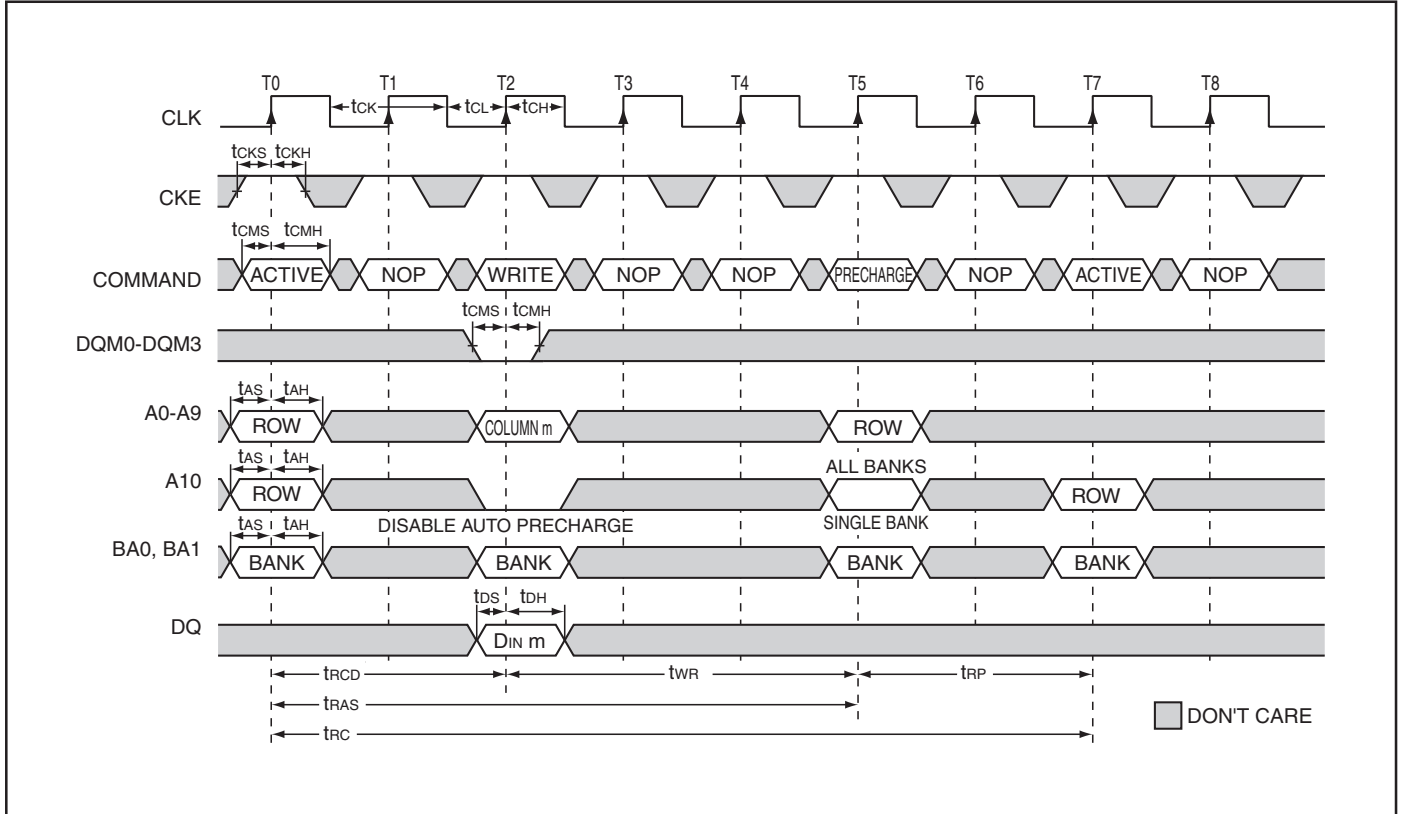 T0 T1 T2 T3 T4 T5 T6 T7 T8
CLK tCK tCL tCH
tCKS tCKH
CKE
tCMS tCMH
COMMAND ACTIVE NOP WRITE NOP NOP PRECHARGE NOP ACTIVE NOP
tCMS tCMH
DQM0-DQM3
tAS tAH
A0-A9 ROW COLUMN m ROW
tAS tAH ALL BANKS
A10 ROW ROW
tAS tAH DISABLE AUTO PRECHARGE SINGLE BANK
BA0, BA1 BANK BANK BANK BANK
tDS tDH
DQ DIN m
tRCD tWR tRP
tRAS
DON'T CARE
tRC